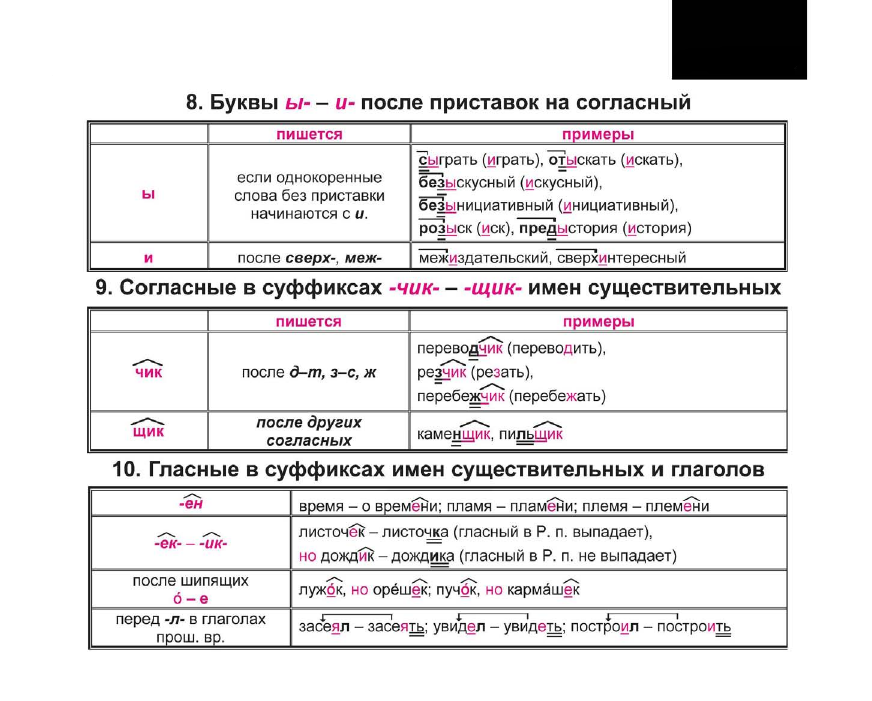 8. Буквы ы- – и- после приставок на согласный
пишется примеры
ы
если однокоренные
слова без приставки
начинаются с и.
сыграть (играть), отыскать (искать),
безыскусный (искусный),
безынициативный (инициативный),
розыск (иск), предыстория (история)
и после сверх-, меж- межиздательский, сверхинтересный
9. Согласные в суффиксах -чик- – -щик- имен существительных
пишется примеры
чик после д–т, з–с, ж
переводчик (переводить),
резчик (резать),
перебежчик (перебежать)
щик
после других
согласных
каменщик, пильщик
10. Гласные в суффиксах имен существительных и глаголов
-ен время – о времени; пламя – пламени; племя – племени
-ек- – -ик-
листочек – листочка (гласный в Р. п. выпадает),
но дождик – дождика (гласный в Р. п. не выпадает)
после шипящих
о́ – е
лужо́к, но оре́шек; пучо́к, но карма́шек
перед -л- в глаголах
прош. вр.
засеял – засеять; увидел – увидеть; построил – построить